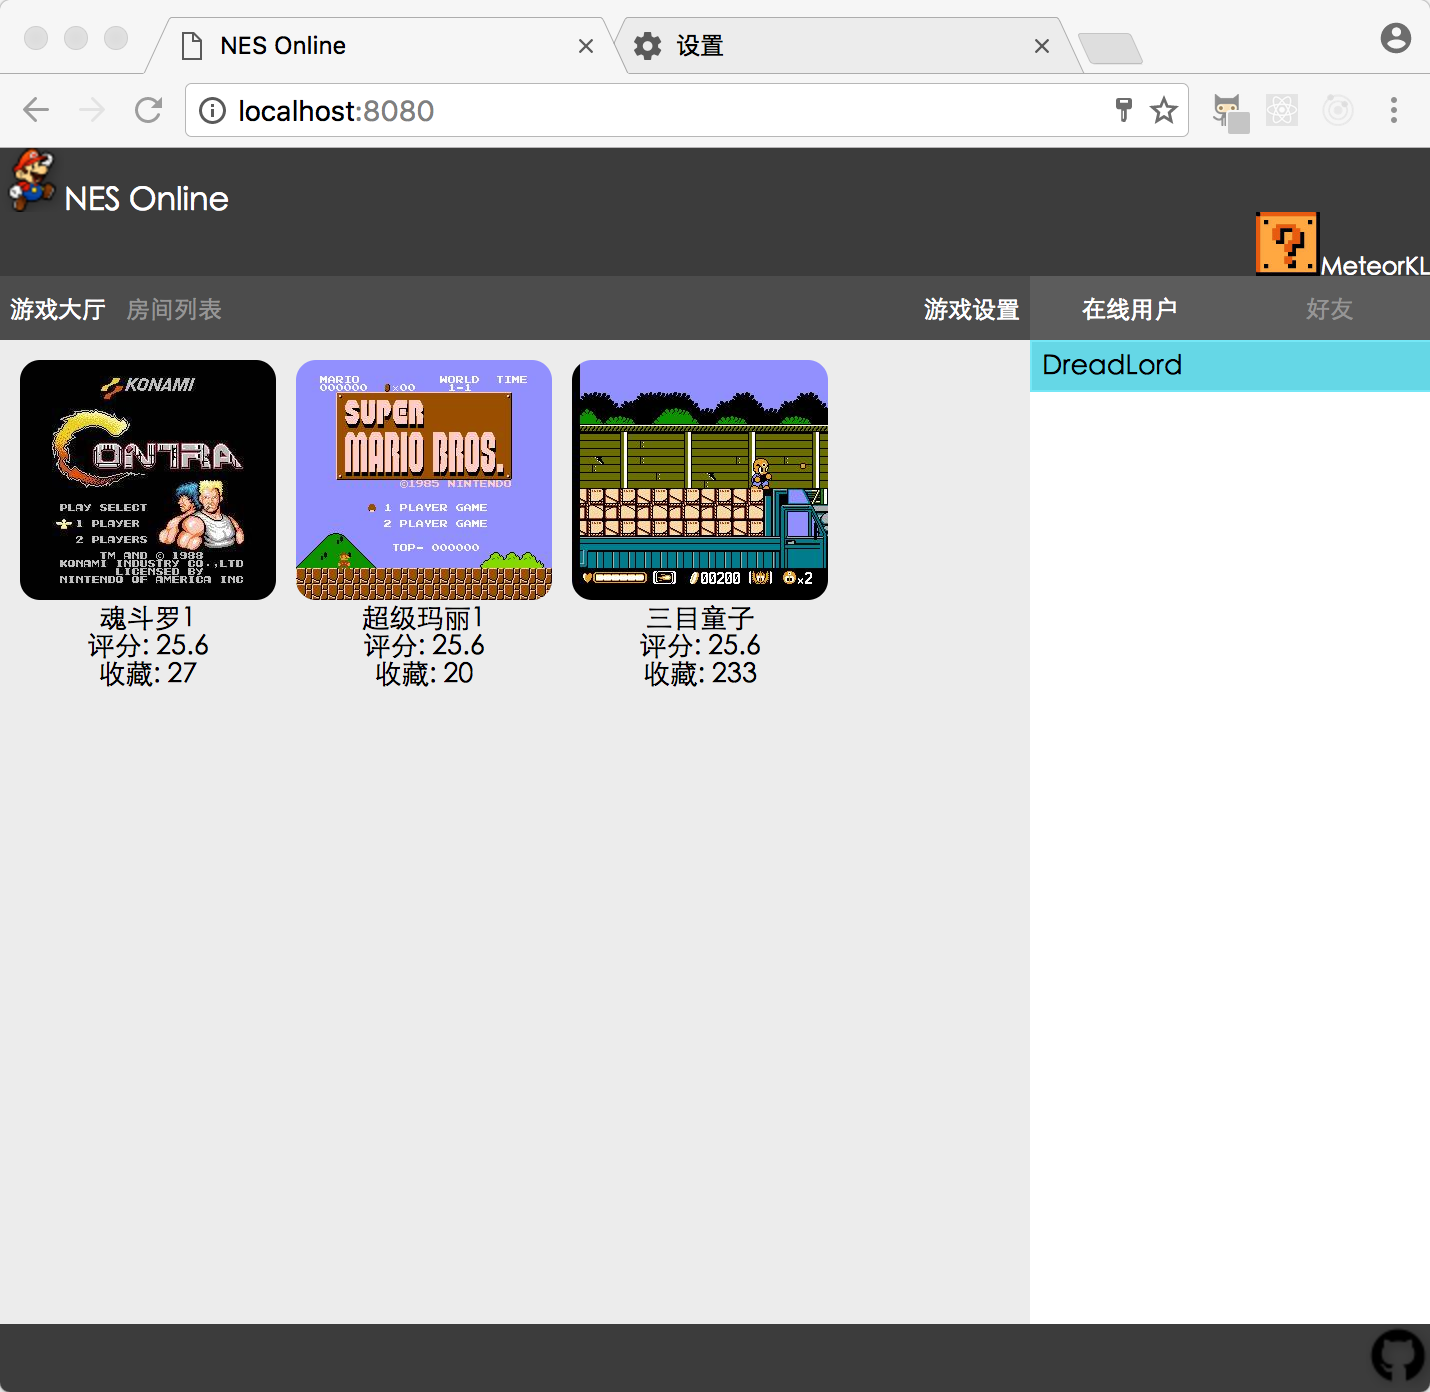 NES Online
设置
localhost:8080
NES Online
MeteorKL
游戏大厅 房间列表 游戏设置 在线用户 好友
DreadLord
KONAMI
CONTRA
PLAY SELECT
1 PLAYER
2 PLAYERS
TM AND © 1988
KONAMI INDUSTRY CO.,LTD
LICENSED BY
NINTENDO OF AMERICA INC
魂斗罗1
评分: 25.6
收藏: 27
MARIO WORLD TIME
000000 ×00 1-1
SUPER
MARIO BROS.
©1985 NINTENDO
1 PLAYER GAME
2 PLAYER GAME
TOP- 000000
超级玛丽1
评分: 25.6
收藏: 20
00200 ×2
三目童子
评分: 25.6
收藏: 233